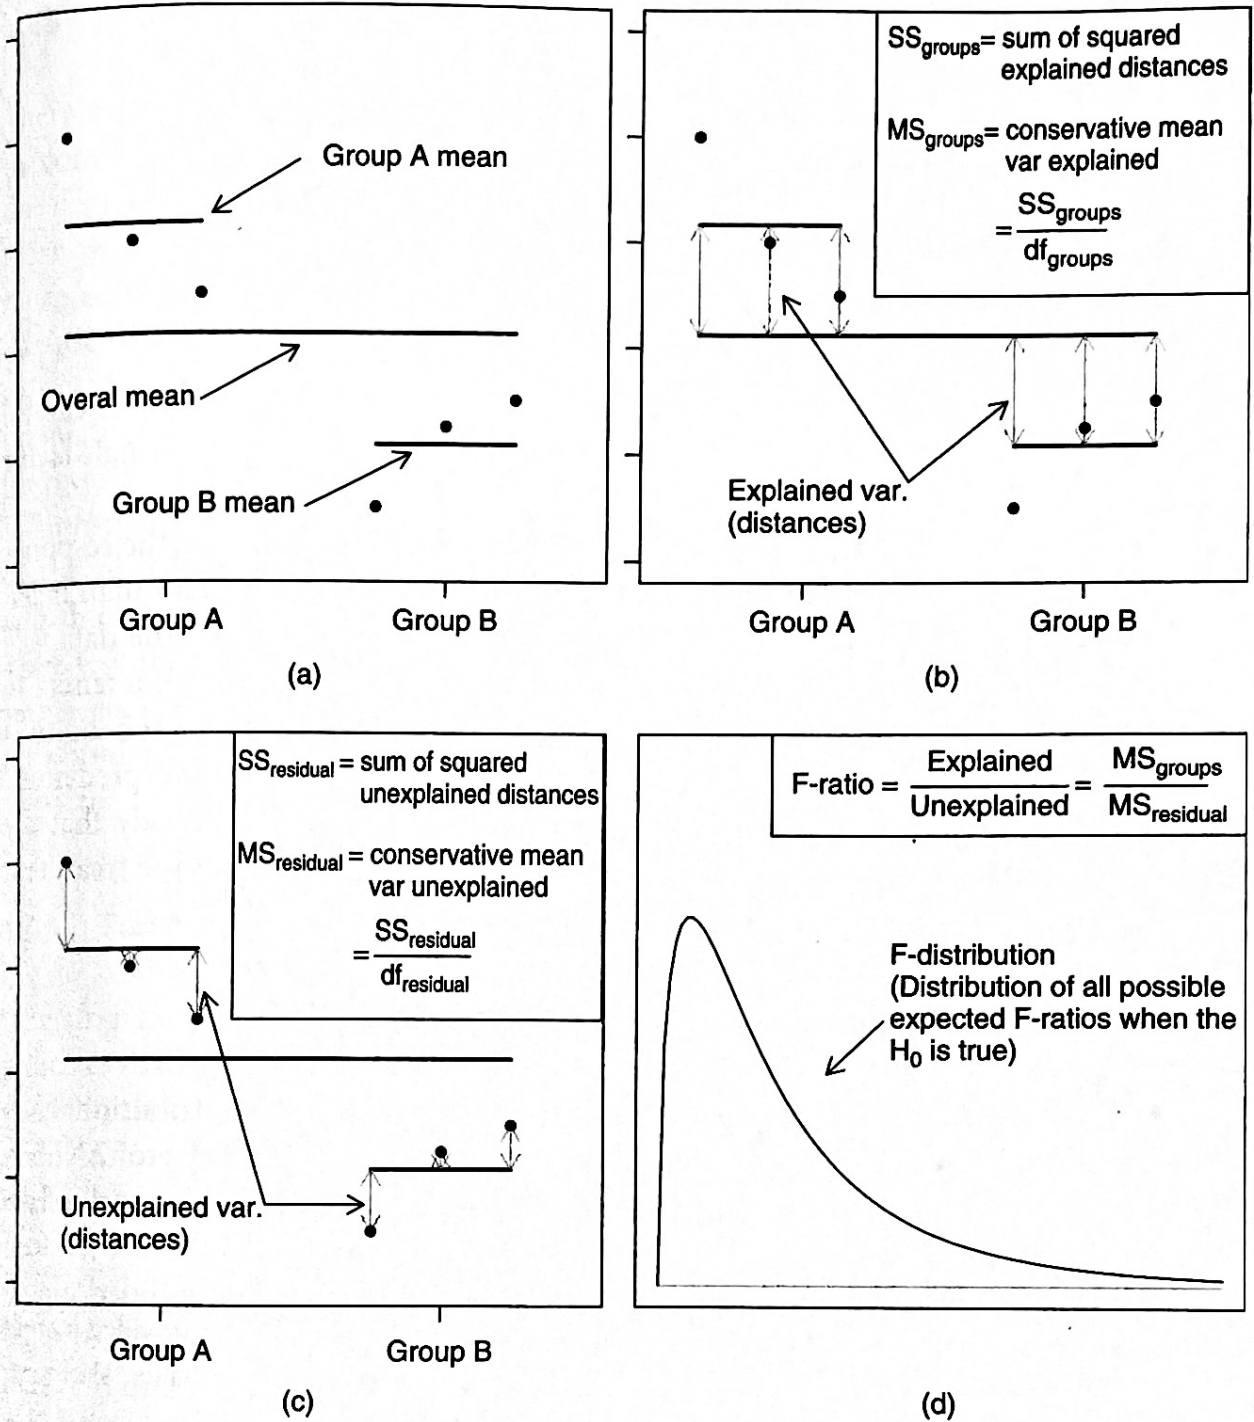 Group A mean
Overal mean
Group B mean
Group A
Group B
(a)
SSgroups= sum of squared
explained distances
MSgroups= conservative mean
var explained
= SSgroups
dfgroups
Explained var.
(distances)
Group A
Group B
(b)
SSresidual = sum of squared
unexplained distances
MSresidual = conservative mean
var unexplained
= SSresidual
dfresidual
Unexplained var.
(distances)
Group A
Group B
(c)
F-ratio = Explained = MSgroups
Unexplained MSresidual
F-distribution
(Distribution of all possible
expected F-ratios when the
H0 is true)
(d)